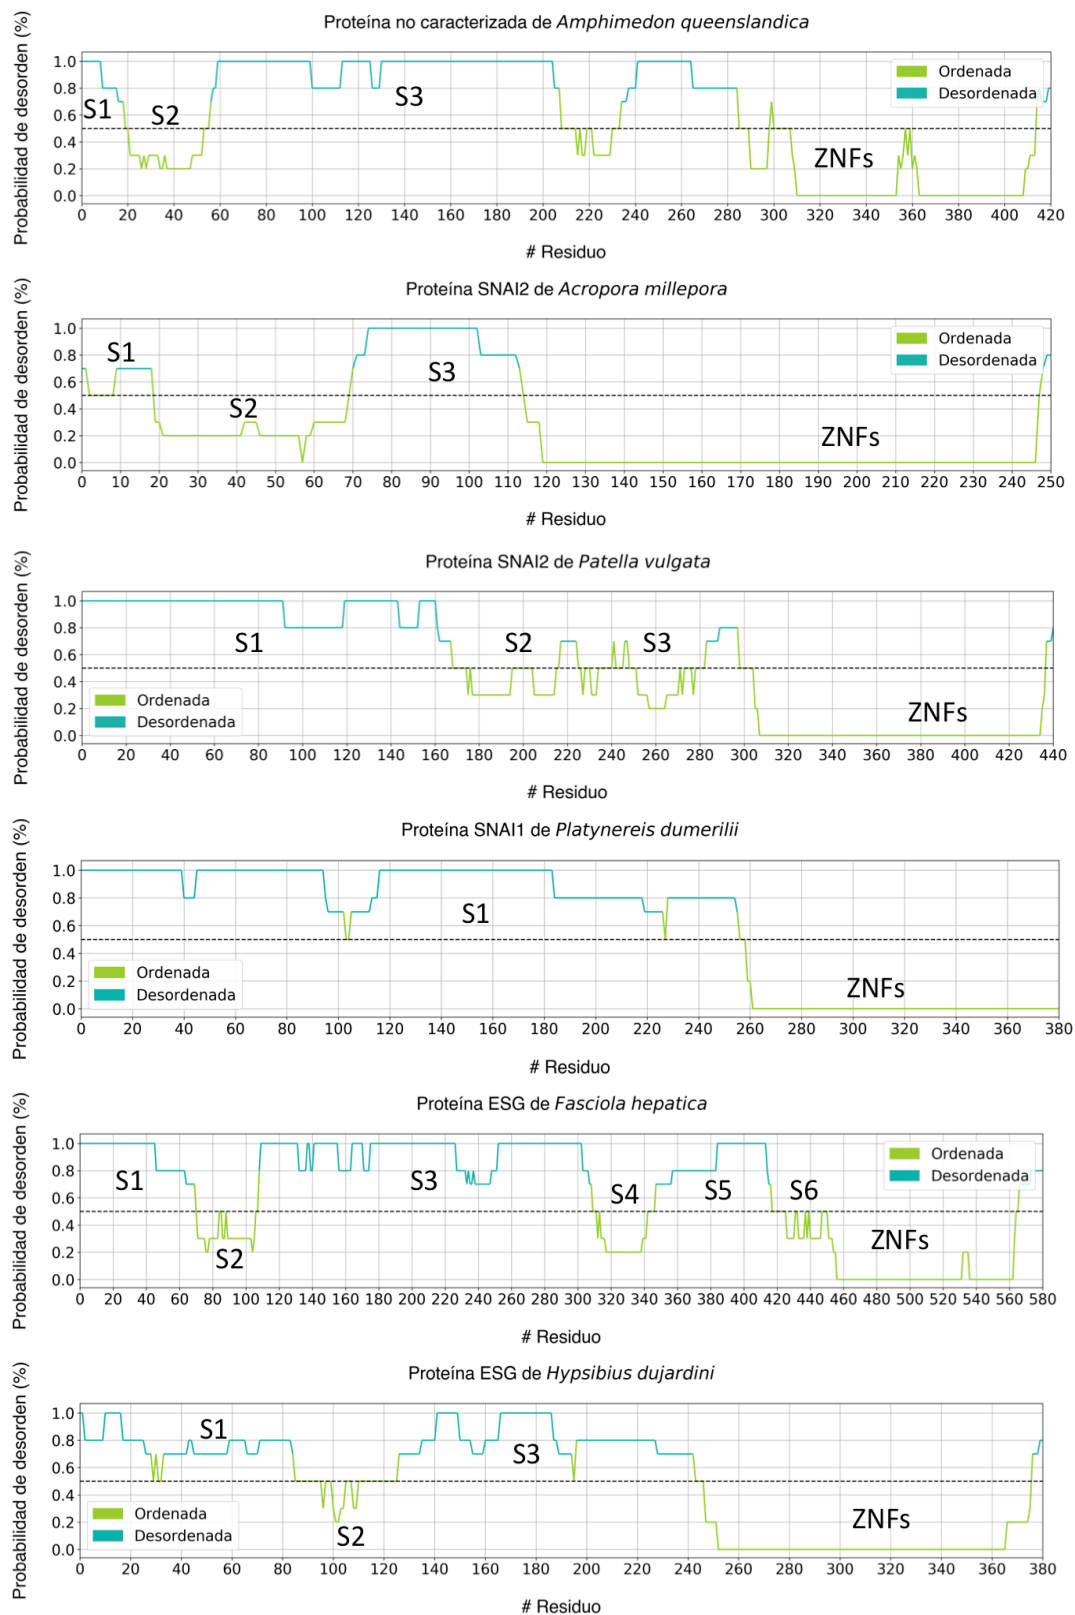 Proteína no caracterizada de Amphimedon queenslandica
Probabilidad de desorden (%)
1.0
0.8
0.6
0.4
0.2
0.0
S1
S2
S3
ZNFs
Ordenada
Desordenada
0 20 40 60 80 100 120 140 160 180 200 220 240 260 280 300 320 340 360 380 400 420
# Residuo
Proteína SNAI2 de Acropora millepora
Probabilidad de desorden (%)
1.0
0.8
0.6
0.4
0.2
0.0
S1
S2
S3
ZNFs
Ordenada
Desordenada
0 10 20 30 40 50 60 70 80 90 100 110 120 130 140 150 160 170 180 190 200 210 220 230 240 250
# Residuo
Proteína SNAI2 de Patella vulgata
Probabilidad de desorden (%)
1.0
0.8
0.6
0.4
0.2
0.0
S1
S2
S3
ZNFs
Ordenada
Desordenada
0 20 40 60 80 100 120 140 160 180 200 220 240 260 280 300 320 340 360 380 400 420 440
# Residuo
Proteína SNAI1 de Platynereis dumerilii
Probabilidad de desorden (%)
1.0
0.8
0.6
0.4
0.2
0.0
S1
ZNFs
Ordenada
Desordenada
0 20 40 60 80 100 120 140 160 180 200 220 240 260 280 300 320 340 360 380
# Residuo
Proteína ESG de Fasciola hepatica
Probabilidad de desorden (%)
1.0
0.8
0.6
0.4
0.2
0.0
S1
S2
S3
S4
S5
S6
ZNFs
Ordenada
Desordenada
0 20 40 60 80 100 120 140 160 180 200 220 240 260 280 300 320 340 360 380 400 420 440 460 480 500 520 540 560 580
# Residuo
Proteína ESG de Hypsibius dujardini
Probabilidad de desorden (%)
1.0
0.8
0.6
0.4
0.2
0.0
S1
S2
S3
ZNFs
Ordenada
Desordenada
0 20 40 60 80 100 120 140 160 180 200 220 240 260 280 300 320 340 360 380
# Residuo